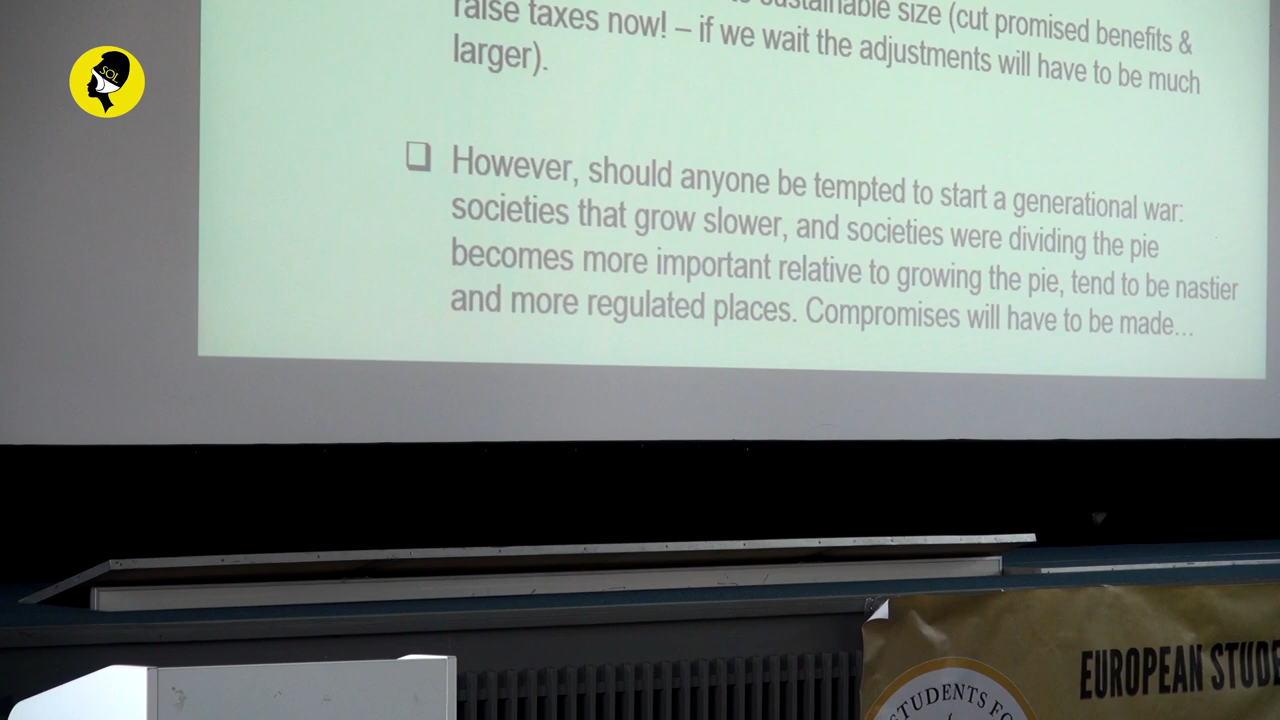 sustainable size (cut promised benefits &
raise taxes now! – if we wait the adjustments will have to be much
larger).
However, should anyone be tempted to start a generational war:
societies that grow slower, and societies were dividing the pie
becomes more important relative to growing the pie, tend to be nastier
and more regulated places. Compromises will have to be made...
SOL
EUROPEAN
STUDENTS